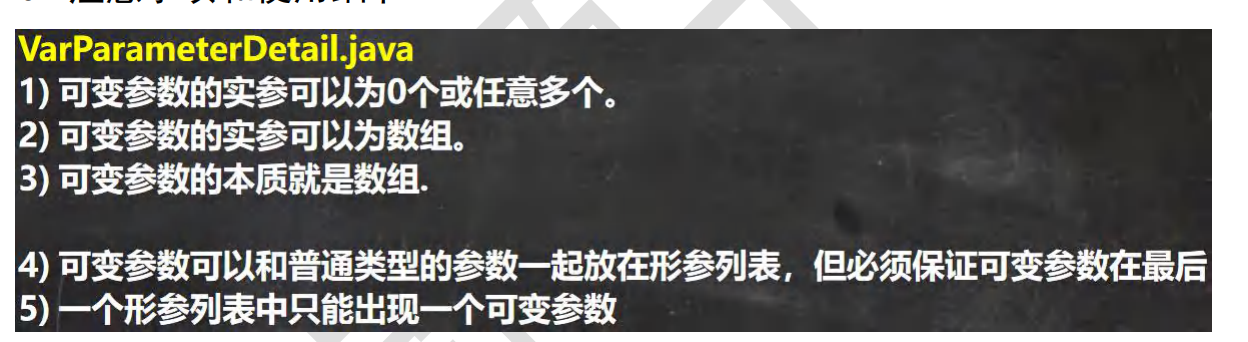 VarParameterDetail.java
1) 可变参数的实参可以为0个或任意多个。
2) 可变参数的实参可以为数组。
3) 可变参数的本质就是数组.
4) 可变参数可以和普通类型的参数一起放在形参列表，但必须保证可变参数在最后
5) 一个形参列表中只能出现一个可变参数